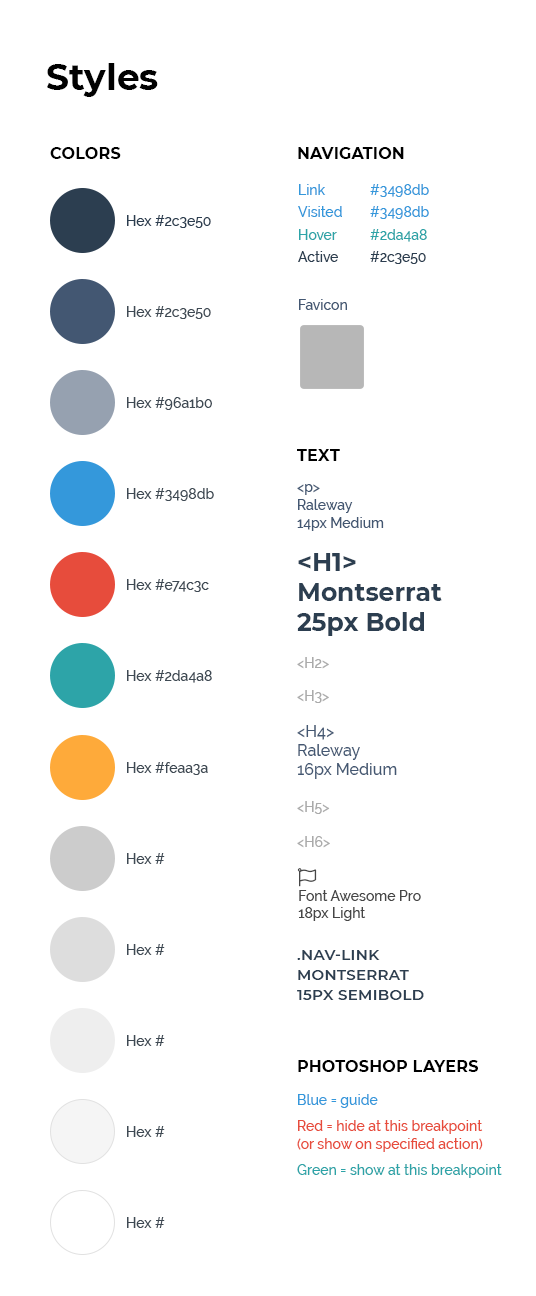 Styles
COLORS
Hex #2c3e50
Hex #2c3e50
Hex #96a1b0
Hex #3498db
Hex #e74c3c
Hex #2da4a8
Hex #feaa3a
Hex #
Hex #
Hex #
Hex #
Hex #
NAVIGATION
Link #3498db
Visited #3498db
Hover #2da4a8
Active #2c3e50
Favicon
TEXT
<p>
Raleway
14px Medium
<H1>
Montserrat
25px Bold
<H2>
<H3>
<H4>
Raleway
16px Medium
<H5>
<H6>
Font Awesome Pro
18px Light
.NAV-LINK
MONTSERRAT
15PX SEMIBOLD
PHOTOSHOP LAYERS
Blue = guide
Red = hide at this breakpoint
(or show on specified action)
Green = show at this breakpoint